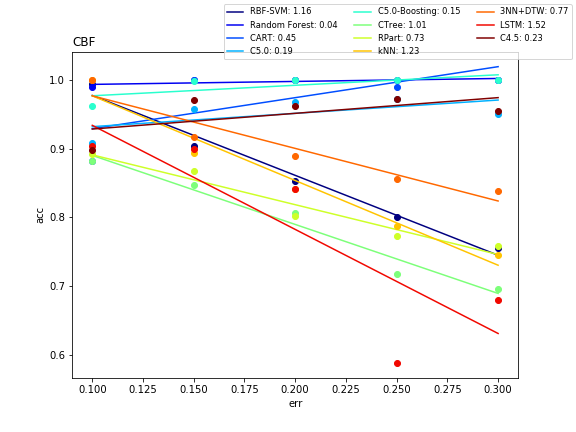 RBF-SVM: 1.16
Random Forest: 0.04
CART: 0.45
C5.0: 0.19
C5.0-Boosting: 0.15
CTree: 1.01
RPart: 0.73
kNN: 1.23
3NN+DTW: 0.77
LSTM: 1.52
C4.5: 0.23
CBF
1.0
0.9
0.8
0.7
0.6
acc
0.100 0.125 0.150 0.175 0.200 0.225 0.250 0.275 0.300
err